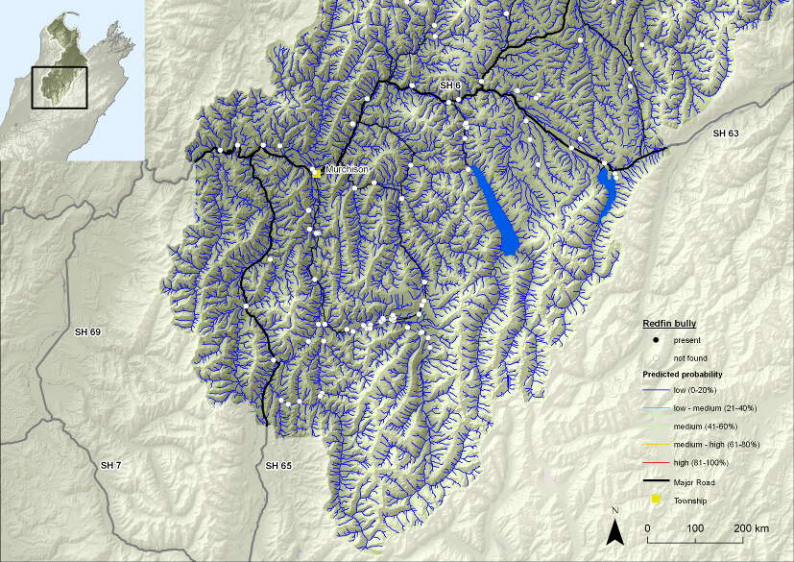 SH 6
SH 63
Murchison
SH 69
SH 7
SH 65
Redfin bully
present
not found
Predicted probability
low (0-20%)
low - medium (21-40%)
medium (41-60%)
medium - high (61-80%)
high (81-100%)
Major Road
Township
N
0 100 200 km